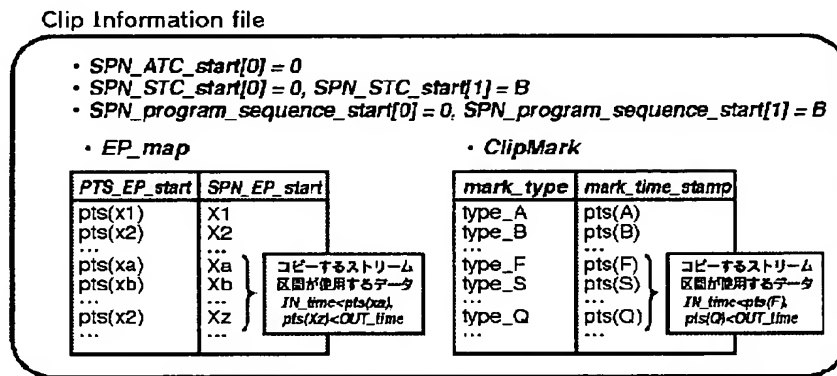 Clip Information file
・SPN_ATC_start[0] = 0
・SPN_STC_start[0] = 0, SPN_STC_start[1] = B
・SPN_program_sequence_start[0] = 0, SPN_program_sequence_start[1] = B
・EP_map
PTS_EP_start SPN_EP_start
pts(x1) X1
pts(x2) X2
... ...
pts(xa) Xa
pts(xb) Xb
... ...
pts(x2) Xz
... ...
コピーするストリーム
区間が使用するデータ
IN_time<pts(xa),
pts(Xz)<OUT_time
・ClipMark
mark_type mark_time_stamp
type_A pts(A)
type_B pts(B)
... ...
type_F pts(F)
type_S pts(S)
... ...
type_Q pts(Q)
... ...
コピーするストリーム
区間が使用するデータ
IN_time<pts(F),
pts(Q)<OUT_time